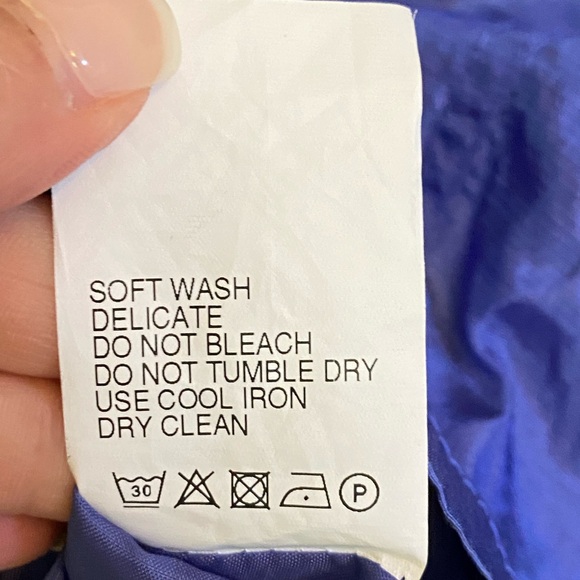 SOFT WASH
DELICATE
DO NOT BLEACH
DO NOT TUMBLE DRY
USE COOL IRON
DRY CLEAN
30 P